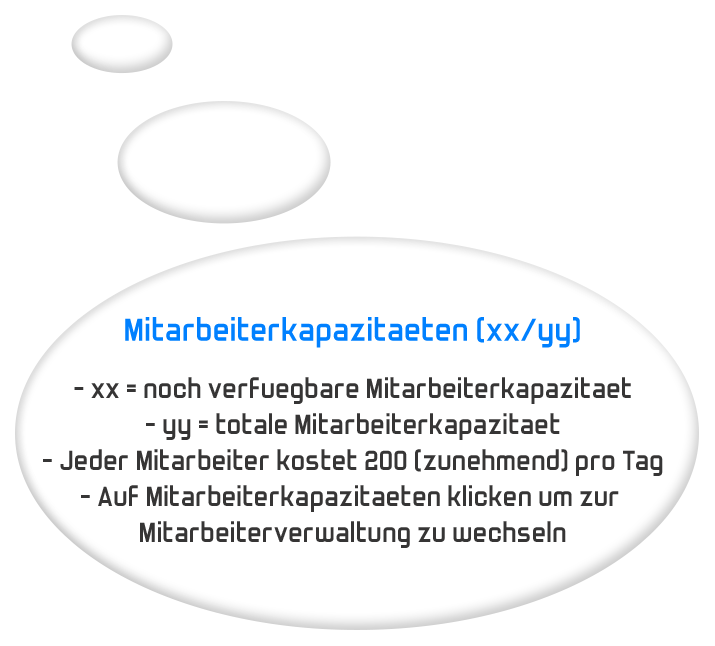 Mitarbeiterkapazitaeten (xx/yy)
- xx = noch verfuegbare Mitarbeiterkapazitaet
- yy = totale Mitarbeiterkapazitaet
- Jeder Mitarbeiter kostet 200 (zunehmend) pro Tag
- Auf Mitarbeiterkapazitaeten klicken um zur
Mitarbeiterverwaltung zu wechseln